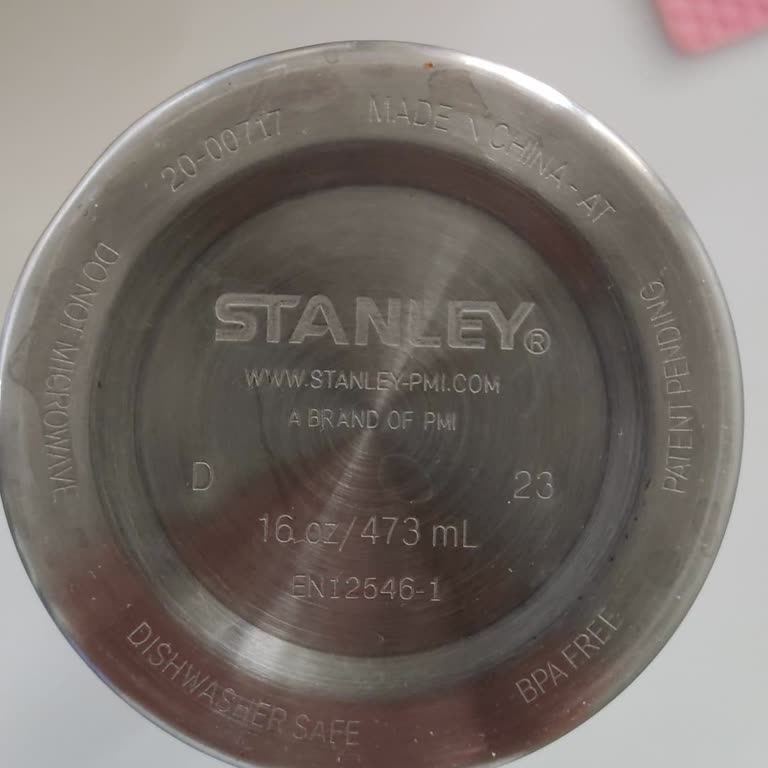 20-00717
MADE IN CHINA-AT
PATENT PENDING
BPA FREE
DISHWASHER SAFE
DO NOT MICROWAVE
STANLEY®
WWW.STANLEY-PMI.COM
A BRAND OF PMI
D 23
16 oz/473 mL
EN12546-1